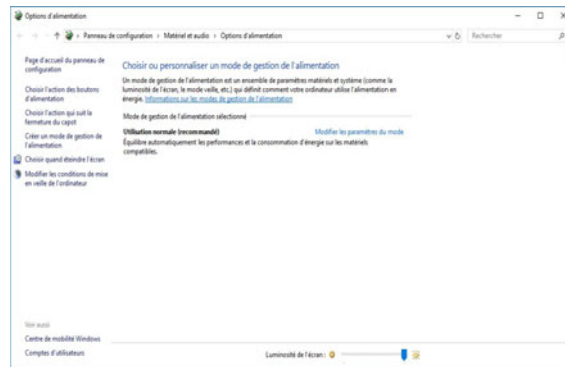 Options d'alimentation
Panneau de configuration › Matériel et audio › Options d'alimentation
Rechercher
Page d'accueil du panneau de
configuration
Choisir l'action des boutons
d'alimentation
Choisir l'action qui suit la
fermeture du capot
Créer un mode de gestion de
l'alimentation
Choisir quand éteindre l'écran
Modifier les conditions de mise
en veille de l'ordinateur
Choisir ou personnaliser un mode de gestion de l'alimentation
Un mode de gestion de l'alimentation est un ensemble de paramètres matériels et système (comme la
luminosité de l'écran, le mode veille, etc.) qui définit comment votre ordinateur utilise l'alimentation en
énergie. Informations sur les modes de gestion de l'alimentation
Mode de gestion de l'alimentation sélectionné
Utilisation normale (recommandé) Modifier les paramètres du mode
Équilibre automatiquement les performances et la consommation d'énergie sur les matériels
compatibles.
Voir aussi
Centre de mobilité Windows
Comptes d'utilisateurs
Luminosité de l'écran :